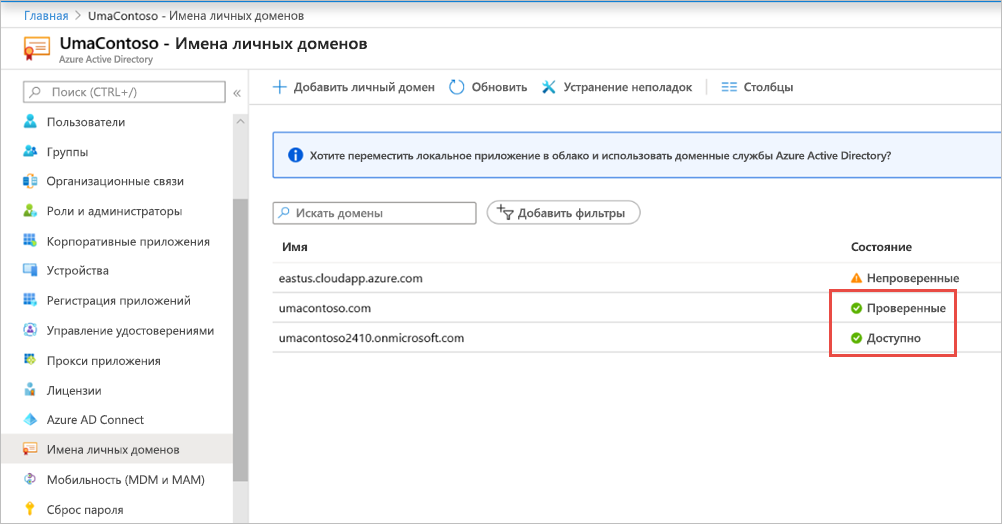 Главная > UmaContoso - Имена личных доменов
UmaContoso - Имена личных доменов
Azure Active Directory
Поиск (CTRL+/)
«
Пользователи
Группы
Организационные связи
Роли и администраторы
Корпоративные приложения
Устройства
Регистрация приложений
Управление удостоверениями
Прокси приложения
Лицензии
Azure AD Connect
Имена личных доменов
Мобильность (MDM и MAM)
Сброс пароля
Добавить личный домен Обновить Устранение неполадок Столбцы
Хотите переместить локальное приложение в облако и использовать доменные службы Azure Active Directory?
Искать домены Добавить фильтры
Имя Состояние
eastus.cloudapp.azure.com Непроверенные
umacontoso.com Проверенные
umacontoso2410.onmicrosoft.com Доступно